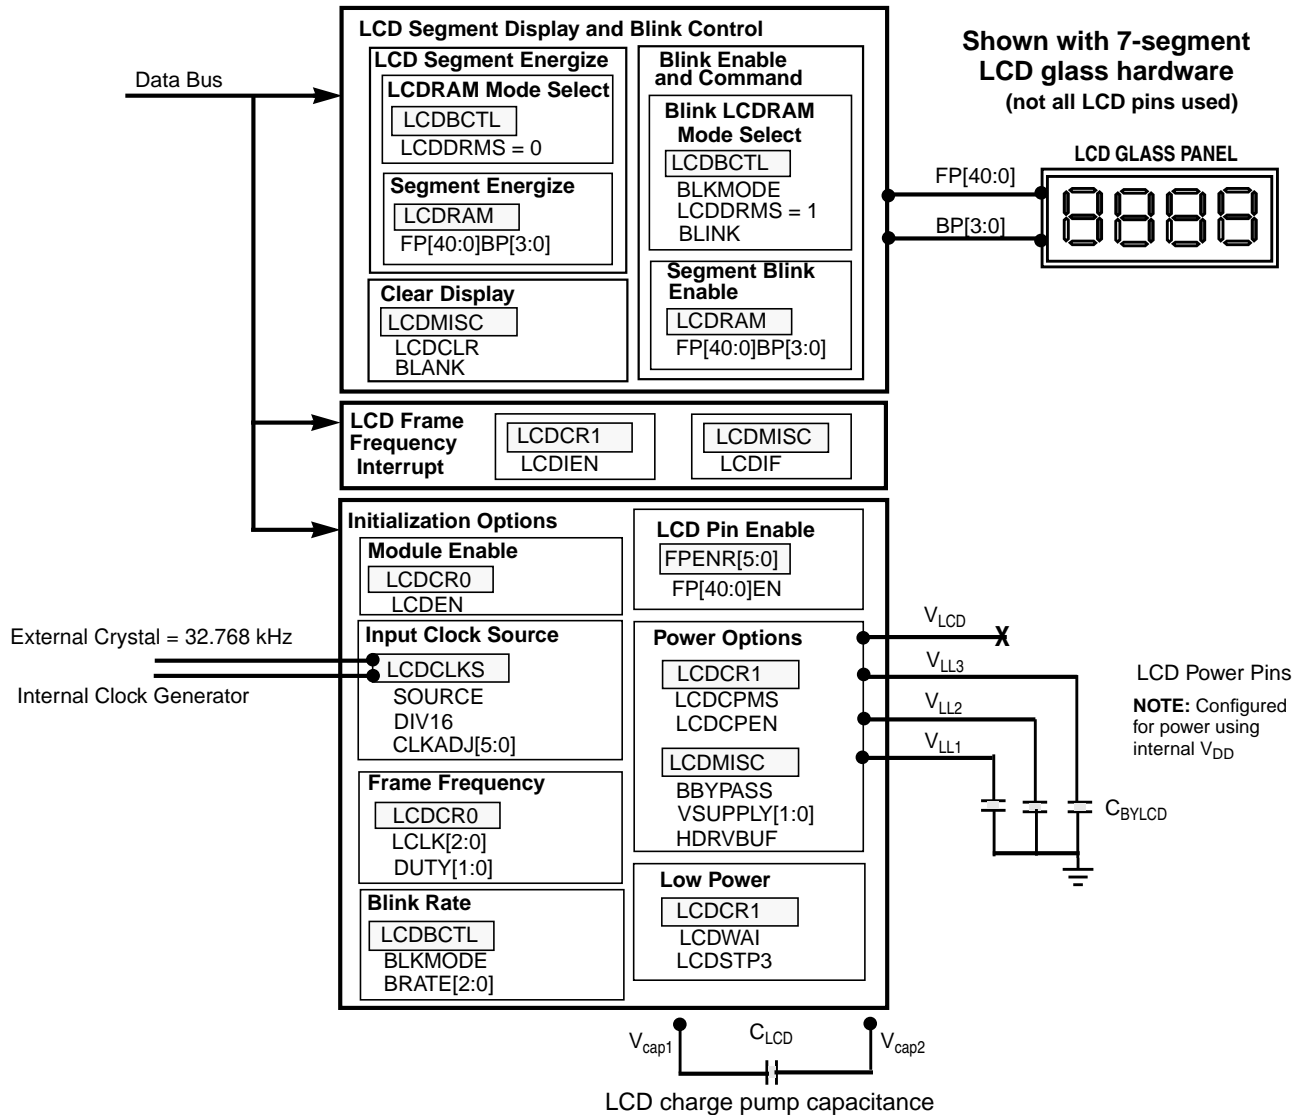 LCD Segment Display and Blink Control
LCD Segment Energize
LCDRAM Mode Select
LCDBCTL
LCDDRMS = 0
Segment Energize
LCDRAM
FP[40:0]BP[3:0]
Clear Display
LCDMISC
LCDCLR
BLANK
Blink Enable
and Command
Blink LCDRAM
Mode Select
LCDBCTL
BLKMODE
LCDDRMS = 1
BLINK
Segment Blink
Enable
LCDRAM
FP[40:0]BP[3:0]
Data Bus
Shown with 7-segment
LCD glass hardware
(not all LCD pins used)
LCD GLASS PANEL
FP[40:0]
BP[3:0]
LCD Frame
Frequency
Interrupt
LCDCR1
LCDIEN
LCDMISC
LCDIF
Initialization Options
Module Enable
LCDCR0
LCDEN
Input Clock Source
LCDCLKS
SOURCE
DIV16
CLKADJ[5:0]
Frame Frequency
LCDCR0
LCLK[2:0]
DUTY[1:0]
Blink Rate
LCDBCTL
BLKMODE
BRATE[2:0]
LCD Pin Enable
FPENR[5:0]
FP[40:0]EN
Power Options
LCDCR1
LCDCPMS
LCDCPEN
LCDMISC
BBYPASS
VSUPPLY[1:0]
HDRVBUF
Low Power
LCDCR1
LCDWAI
LCDSTP3
External Crystal = 32.768 kHz
Internal Clock Generator
VLCD
X
VLL3
VLL2
VLL1
LCD Power Pins
NOTE: Configured
for power using
internal VDD
CBYLCD
Vcap1
CLCD
Vcap2
LCD charge pump capacitance